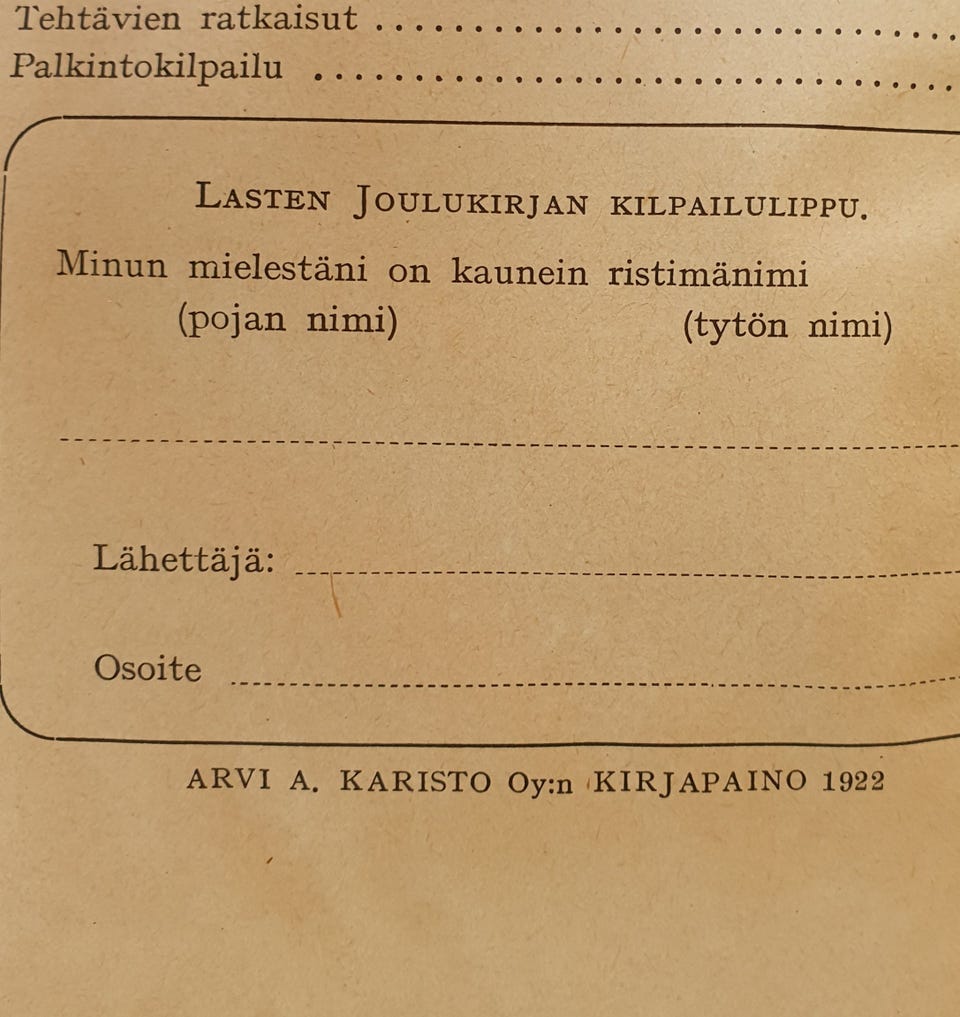 Tehtävien ratkaisut ..............................
Palkintokilpailu .................................
LASTEN JOULUKIRJAN KILPAILULIPPU.
Minun mielestäni on kaunein ristimänimi
(pojan nimi) (tytön nimi)
Lähettäjä:
Osoite
ARVI A. KARISTO Oy:n KIRJAPAINO 1922